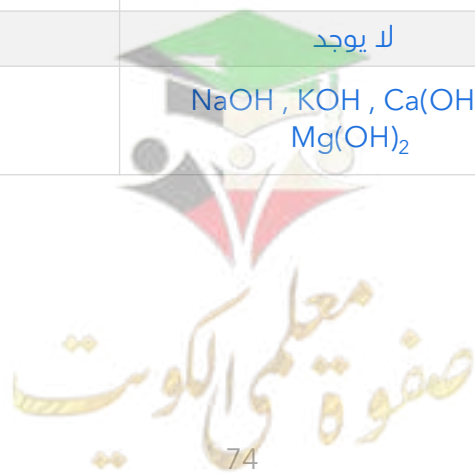 لا يوجد
NaOH , KOH , Ca(OH
Mg(OH)₂
صفوة معلمي الكويت
74